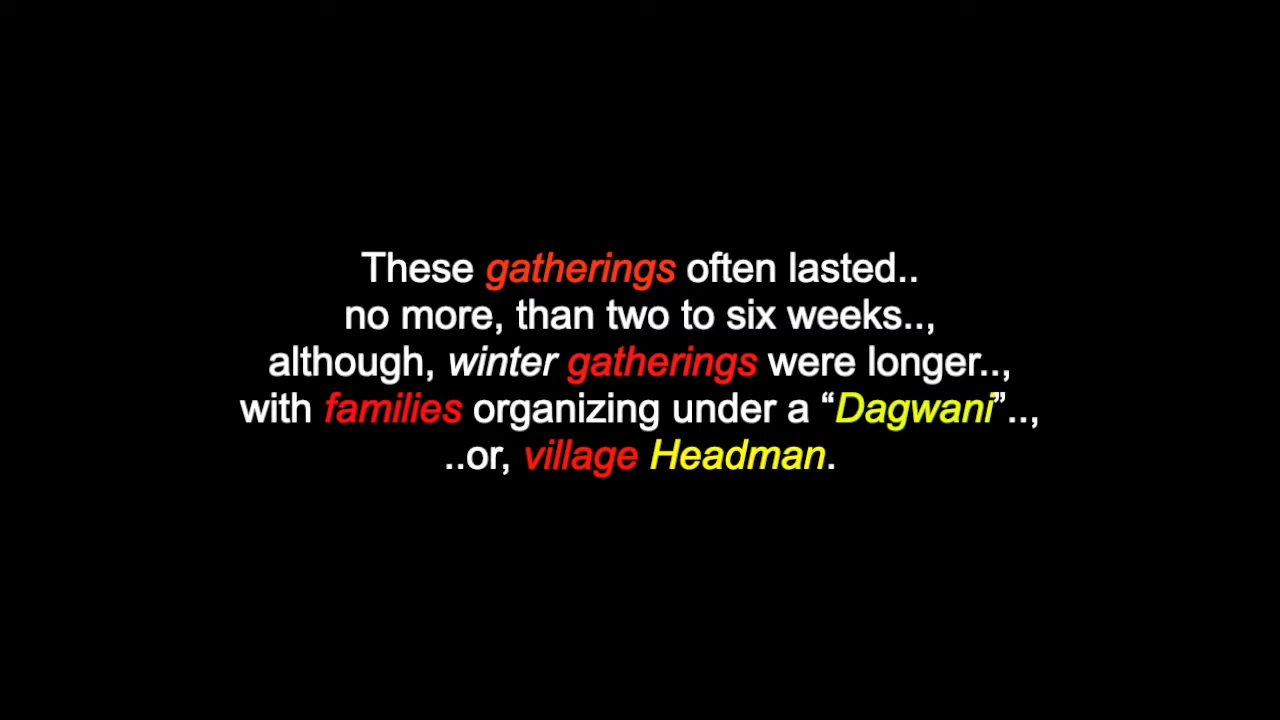 These gatherings often lasted..
no more, than two to six weeks..,
although, winter gatherings were longer..,
with families organizing under a “Dagwani”..,
..or, village Headman.